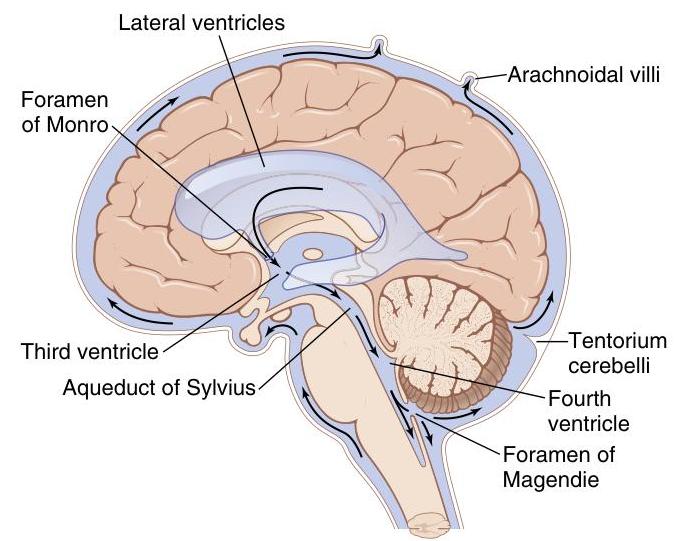 Lateral ventricles
Arachnoidal villi
Foramen
of Monro
Third ventricle
Aqueduct of Sylvius
Tentorium
cerebelli
Fourth
ventricle
Foramen of
Magendie